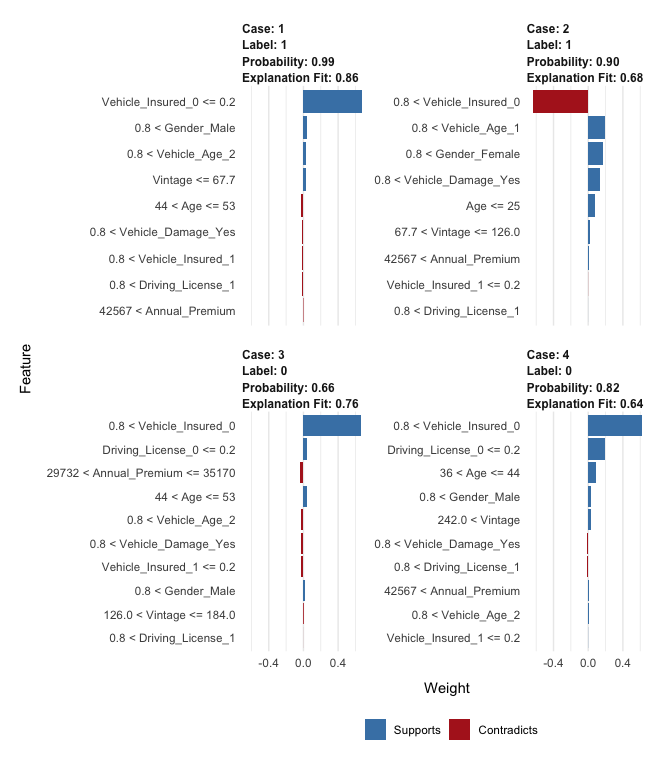 Case: 1
Label: 1
Probability: 0.99
Explanation Fit: 0.86
Vehicle_Insured_0 <= 0.2
0.8 < Gender_Male
0.8 < Vehicle_Age_2
Vintage <= 67.7
44 < Age <= 53
0.8 < Vehicle_Damage_Yes
0.8 < Vehicle_Insured_1
0.8 < Driving_License_1
42567 < Annual_Premium
Case: 2
Label: 1
Probability: 0.90
Explanation Fit: 0.68
0.8 < Vehicle_Insured_0
0.8 < Vehicle_Age_1
0.8 < Gender_Female
0.8 < Vehicle_Damage_Yes
Age <= 25
67.7 < Vintage <= 126.0
42567 < Annual_Premium
Vehicle_Insured_1 <= 0.2
0.8 < Driving_License_1
Feature
Case: 3
Label: 0
Probability: 0.66
Explanation Fit: 0.76
0.8 < Vehicle_Insured_0
Driving_License_0 <= 0.2
29732 < Annual_Premium <= 35170
44 < Age <= 53
0.8 < Vehicle_Age_2
0.8 < Vehicle_Damage_Yes
Vehicle_Insured_1 <= 0.2
0.8 < Gender_Male
126.0 < Vintage <= 184.0
0.8 < Driving_License_1
-0.4 0.0 0.4
Case: 4
Label: 0
Probability: 0.82
Explanation Fit: 0.64
0.8 < Vehicle_Insured_0
Driving_License_0 <= 0.2
36 < Age <= 44
0.8 < Gender_Male
242.0 < Vintage
0.8 < Vehicle_Damage_Yes
0.8 < Driving_License_1
42567 < Annual_Premium
0.8 < Vehicle_Age_2
Vehicle_Insured_1 <= 0.2
-0.4 0.0 0.4
Weight
Supports Contradicts